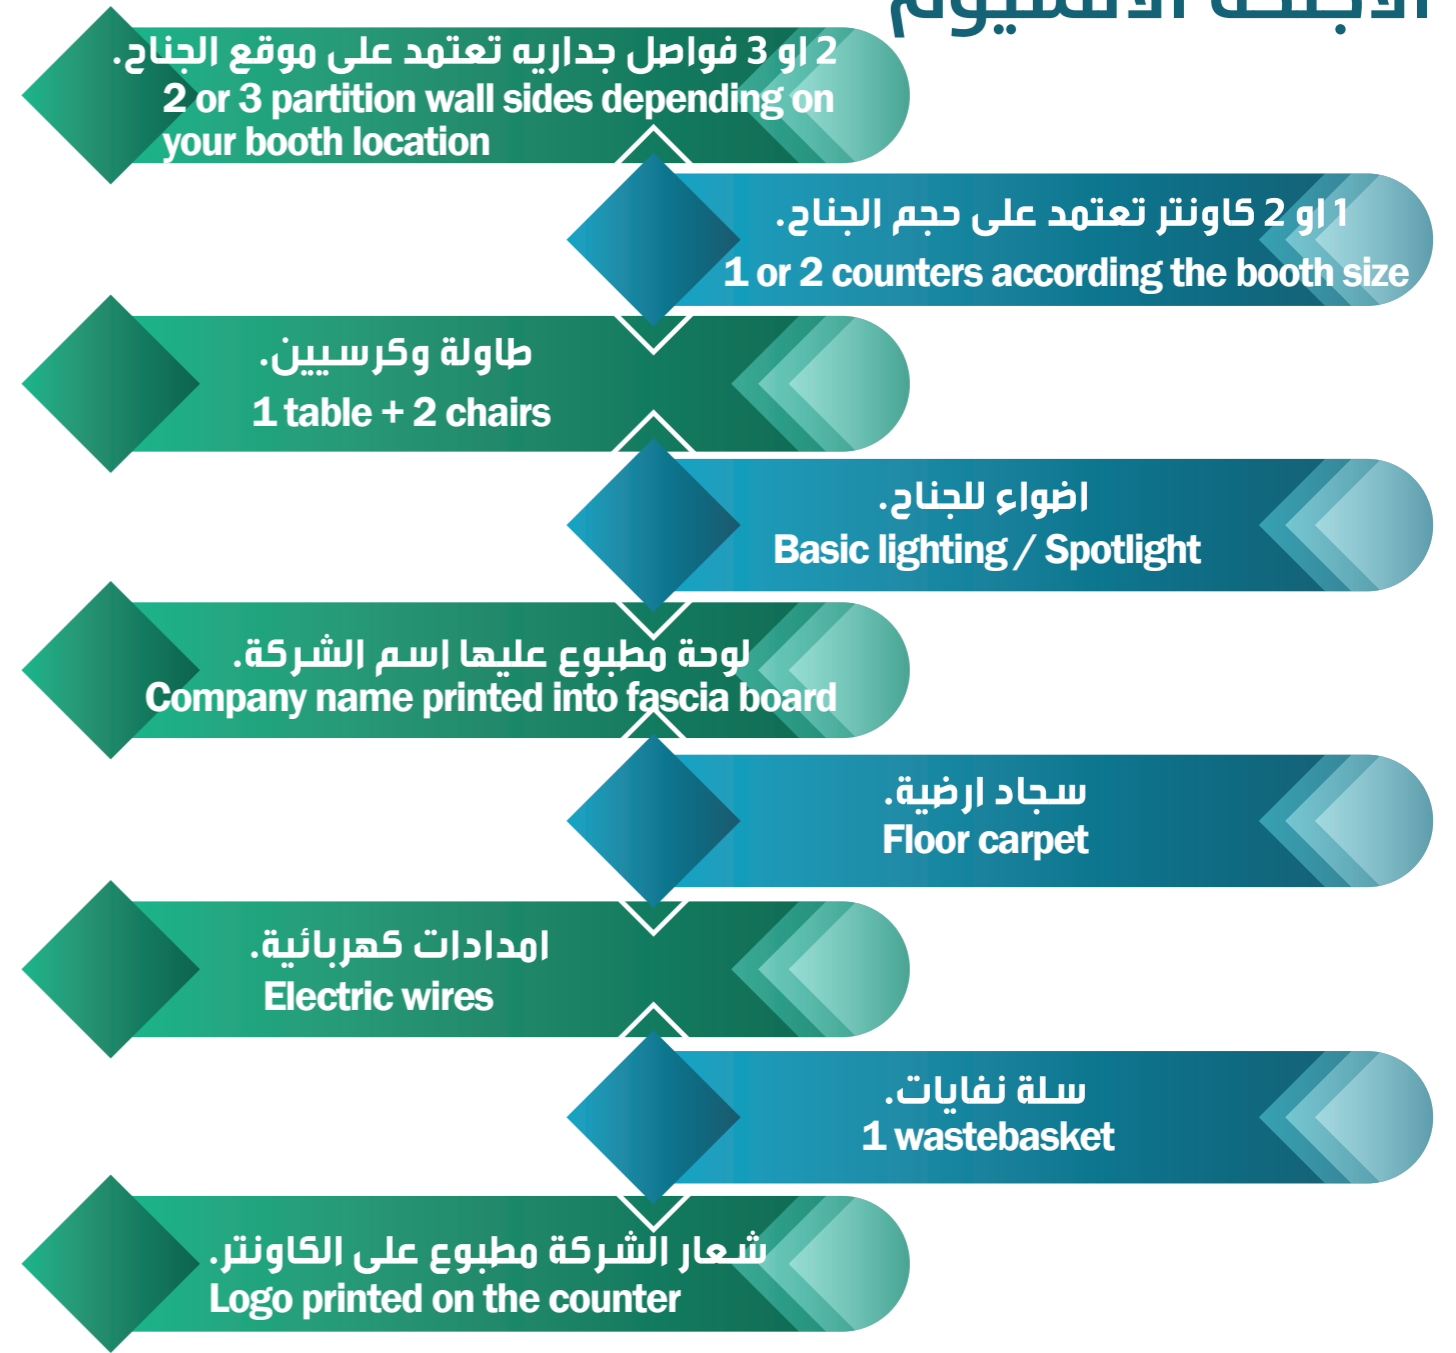 2 او 3 فواصل جداريه تعتمد على موقع الجناح.
2 or 3 partition wall sides depending on
your booth location
1 او 2 كاونتر تعتمد على حجم الجناح.
1 or 2 counters according the booth size
طاولة وكرسيين.
1 table + 2 chairs
اضواء للجناح.
Basic lighting / Spotlight
لوحة مطبوع عليها اسم الشركة.
Company name printed into fascia board
سجاد ارضية.
Floor carpet
امدادات كهربائية.
Electric wires
سلة نفايات.
1 wastebasket
شعار الشركة مطبوع على الكاونتر.
Logo printed on the counter